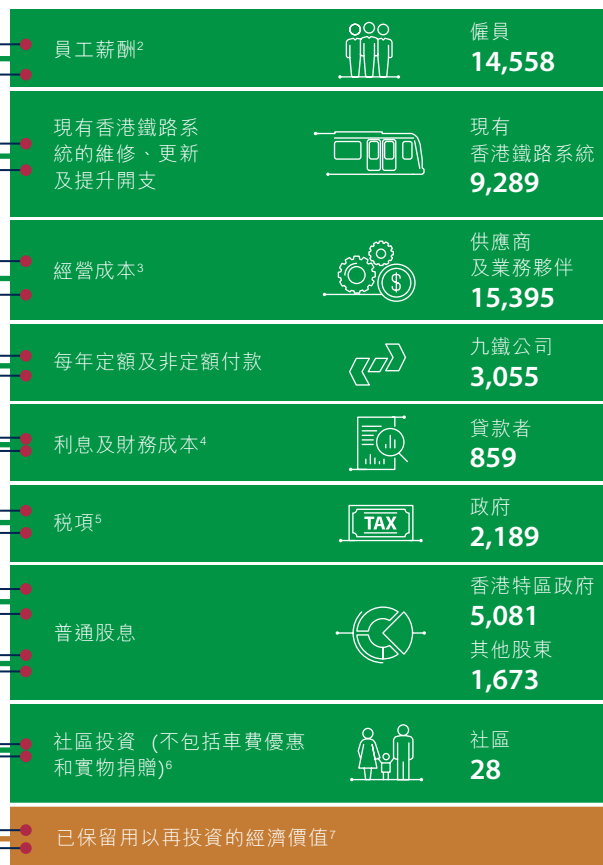 員工薪酬²
僱員
14,558
現有香港鐵路系
統的維修、更新
及提升開支
現有
香港鐵路系統
9,289
經營成本³
供應商
及業務夥伴
15,395
每年定額及非定額付款
九鐵公司
3,055
利息及財務成本⁴
貸款者
859
税項⁵
TAX
政府
2,189
普通股息
香港特區政府
5,081
其他股東
1,673
社區投資 (不包括車費優惠
和實物捐贈)⁶
社區
28
已保留用以再投資的經濟價值⁷